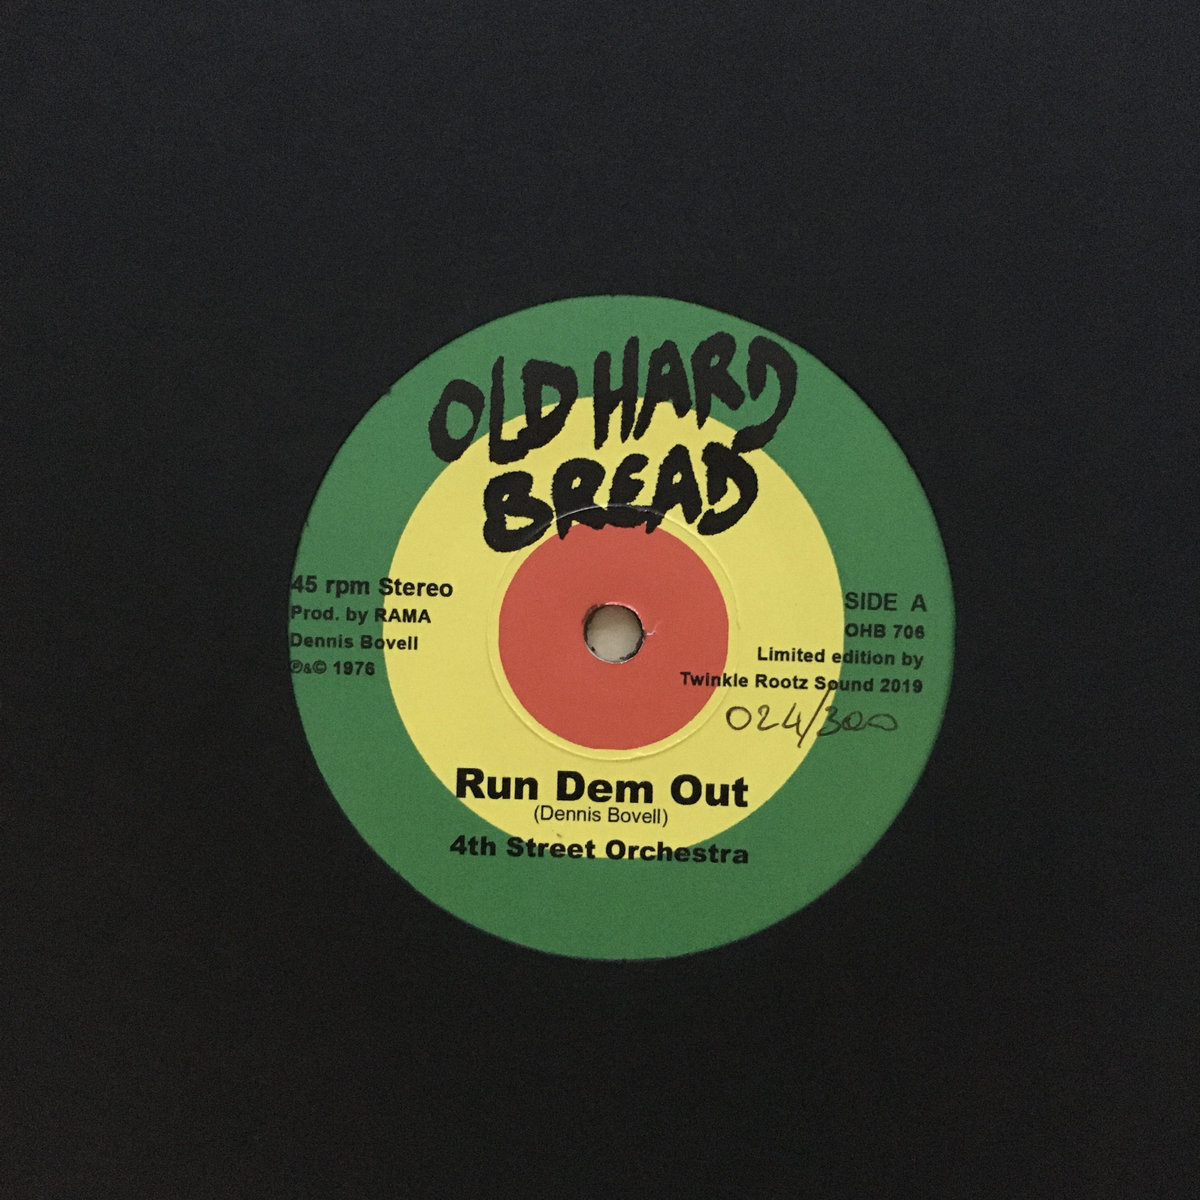 OLD HARD
BREAD
45 rpm Stereo
Prod. by RAMA
Dennis Bovell
℗&© 1976
SIDE A
OHB 706
Limited edition by
Twinkle Rootz Sound 2019
024/300
Run Dem Out
(Dennis Bovell)
4th Street Orchestra